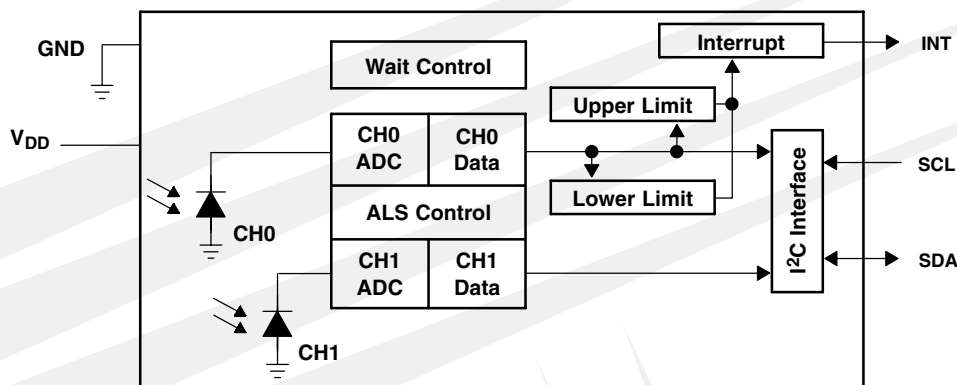 GND
Interrupt
INT
Wait Control
Upper Limit
VDD
CH0
ADC
CH0
Data
I2C Interface
SCL
Lower Limit
ALS Control
CH0
CH1
ADC
CH1
Data
SDA
CH1